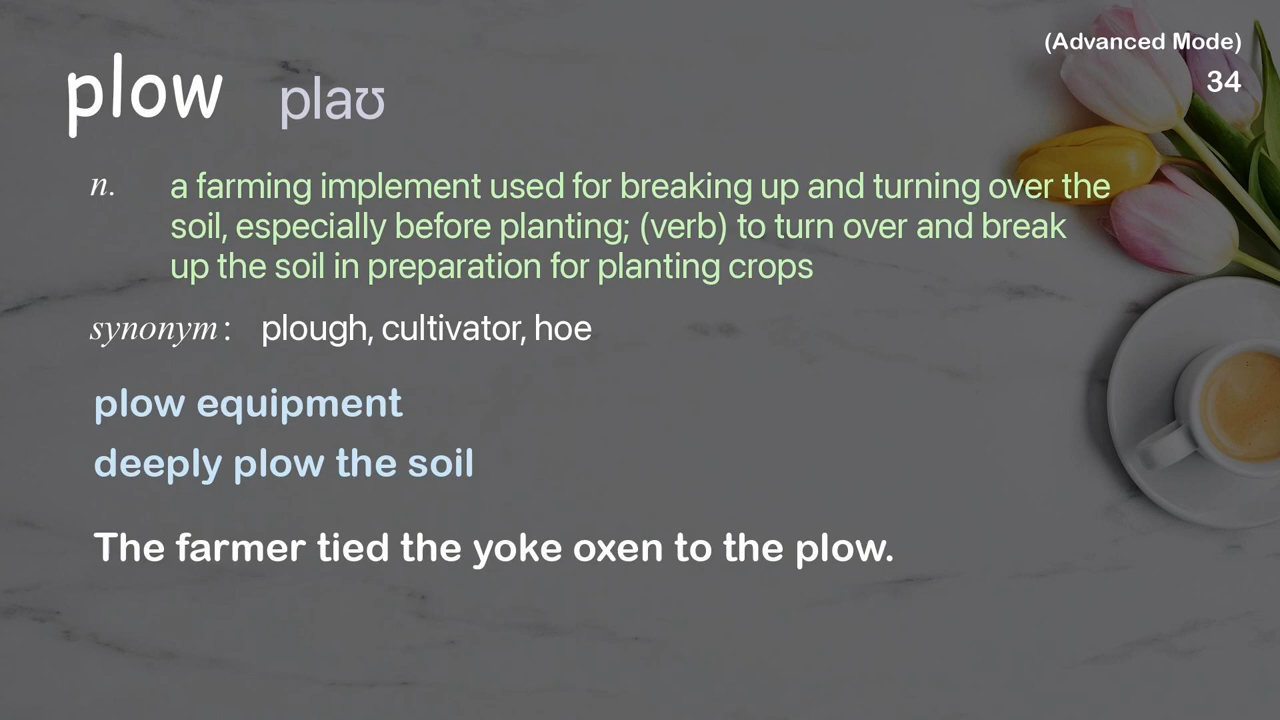 (Advanced Mode)
34
plow plaʊ
n. a farming implement used for breaking up and turning over the
soil, especially before planting; (verb) to turn over and break
up the soil in preparation for planting crops
synonym: plough, cultivator, hoe
plow equipment
deeply plow the soil
The farmer tied the yoke oxen to the plow.